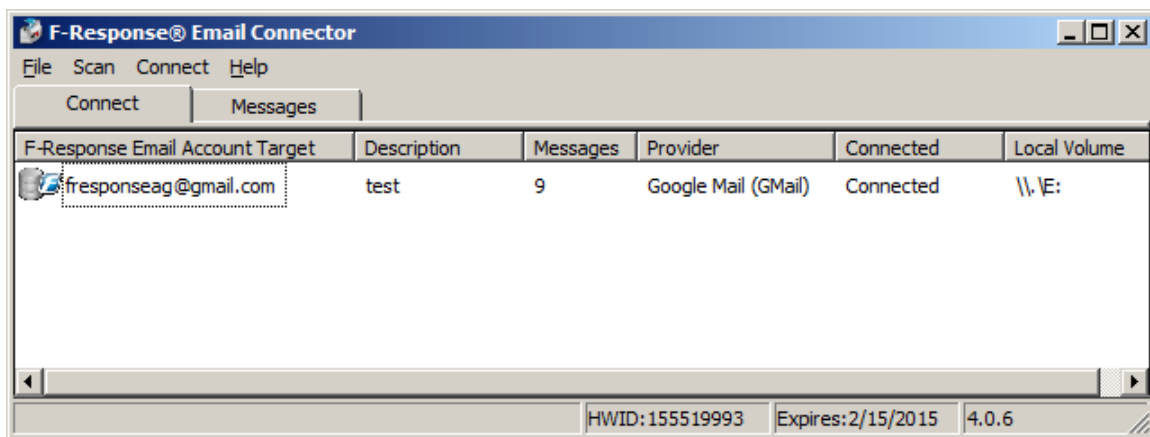 F-Response® Email Connector
File Scan Connect Help
Connect Messages
F-Response Email Account Target Description Messages Provider Connected Local Volume
fresponseag@gmail.com test 9 Google Mail (GMail) Connected \\.\E:
HWID:155519993 Expires:2/15/2015 4.0.6